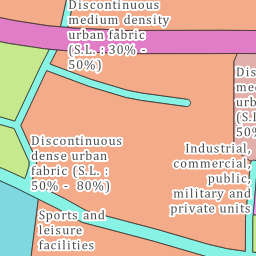 Discontinuous
medium density
urban fabric
(S.L. : 30% -
50%)
Discontinuous
dense urban
fabric (S.L. :
50% - 80%)
Industrial,
commercial,
public,
military and
private units
Sports and
leisure
facilities